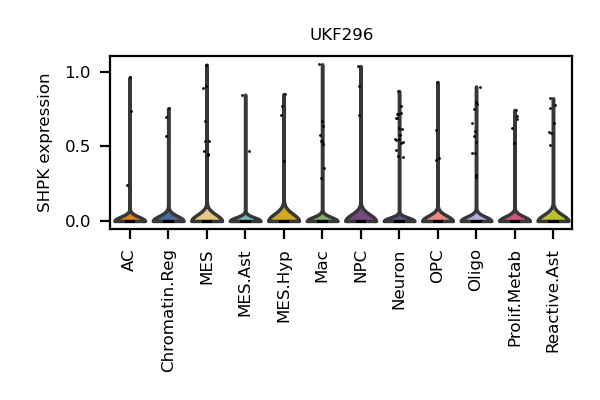 UKF296
SHPK expression
1.0
0.5
0.0
AC
Chromatin.Reg
MES
MES.Ast
MES.Hyp
Mac
NPC
Neuron
OPC
Oligo
Prolif.Metab
Reactive.Ast